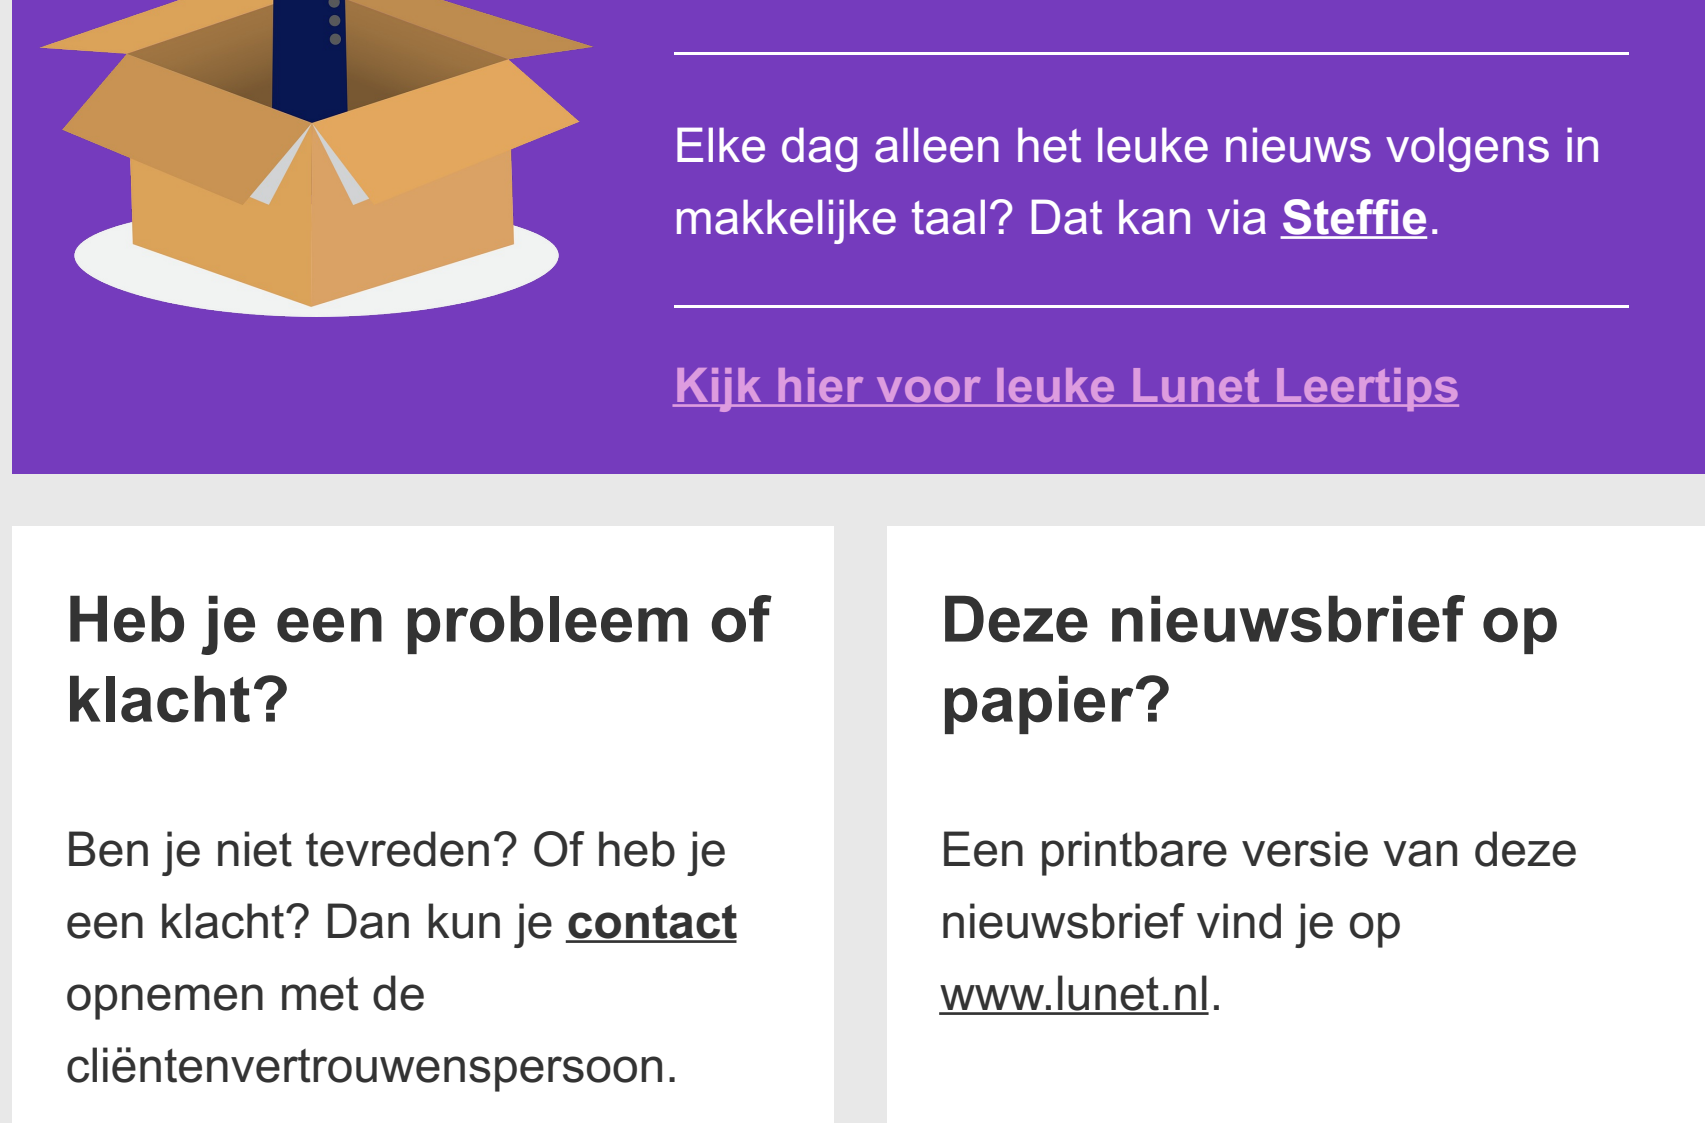 Elke dag alleen het leuke nieuws volgens in
makkelijke taal? Dat kan via Steffie.
Kijk hier voor leuke Lunet Leertips
Heb je een probleem of
klacht?
Ben je niet tevreden? Of heb je
een klacht? Dan kun je contact
opnemen met de
cliëntenvertrouwenspersoon.
Deze nieuwsbrief op
papier?
Een printbare versie van deze
nieuwsbrief vind je op
www.lunet.nl.